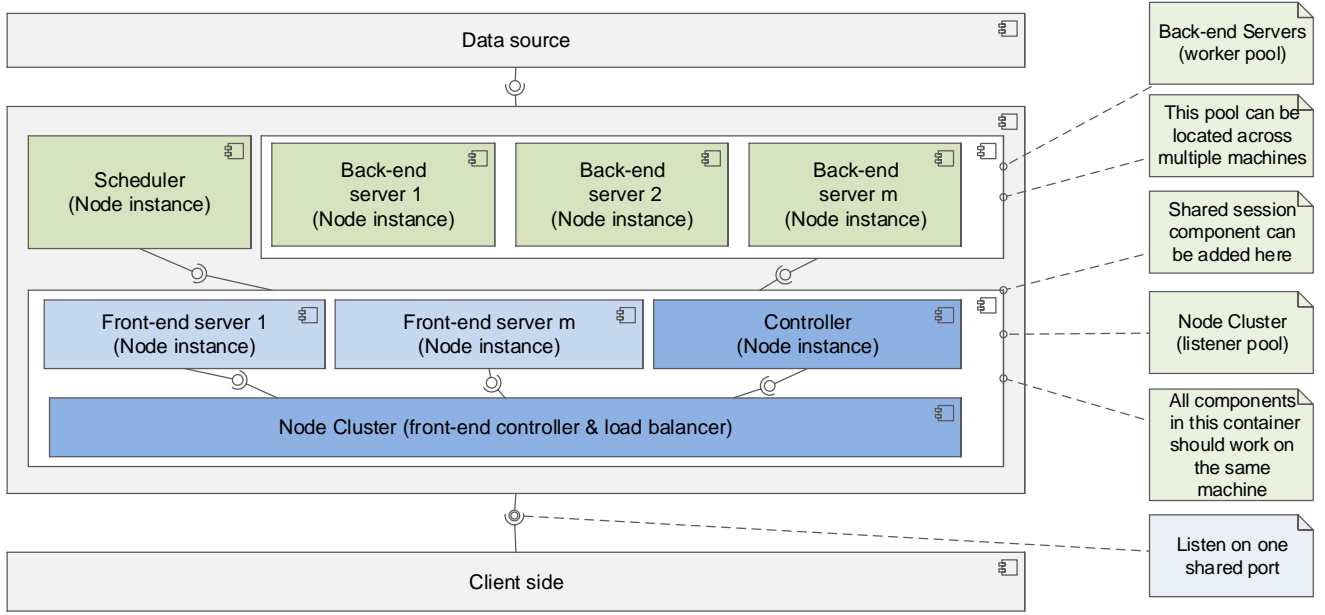 Data source
Scheduler
(Node instance)
Back-end
server 1
(Node instance)
Back-end
server 2
(Node instance)
Back-end
server m
(Node instance)
Front-end server 1
(Node instance)
Front-end server m
(Node instance)
Controller
(Node instance)
Node Cluster (front-end controller & load balancer)
Client side
Back-end Servers
(worker pool)
This pool can be
located across
multiple machines
Shared session
component can
be added here
Node Cluster
(listener pool)
All components
in this container
should work on
the same
machine
Listen on one
shared port